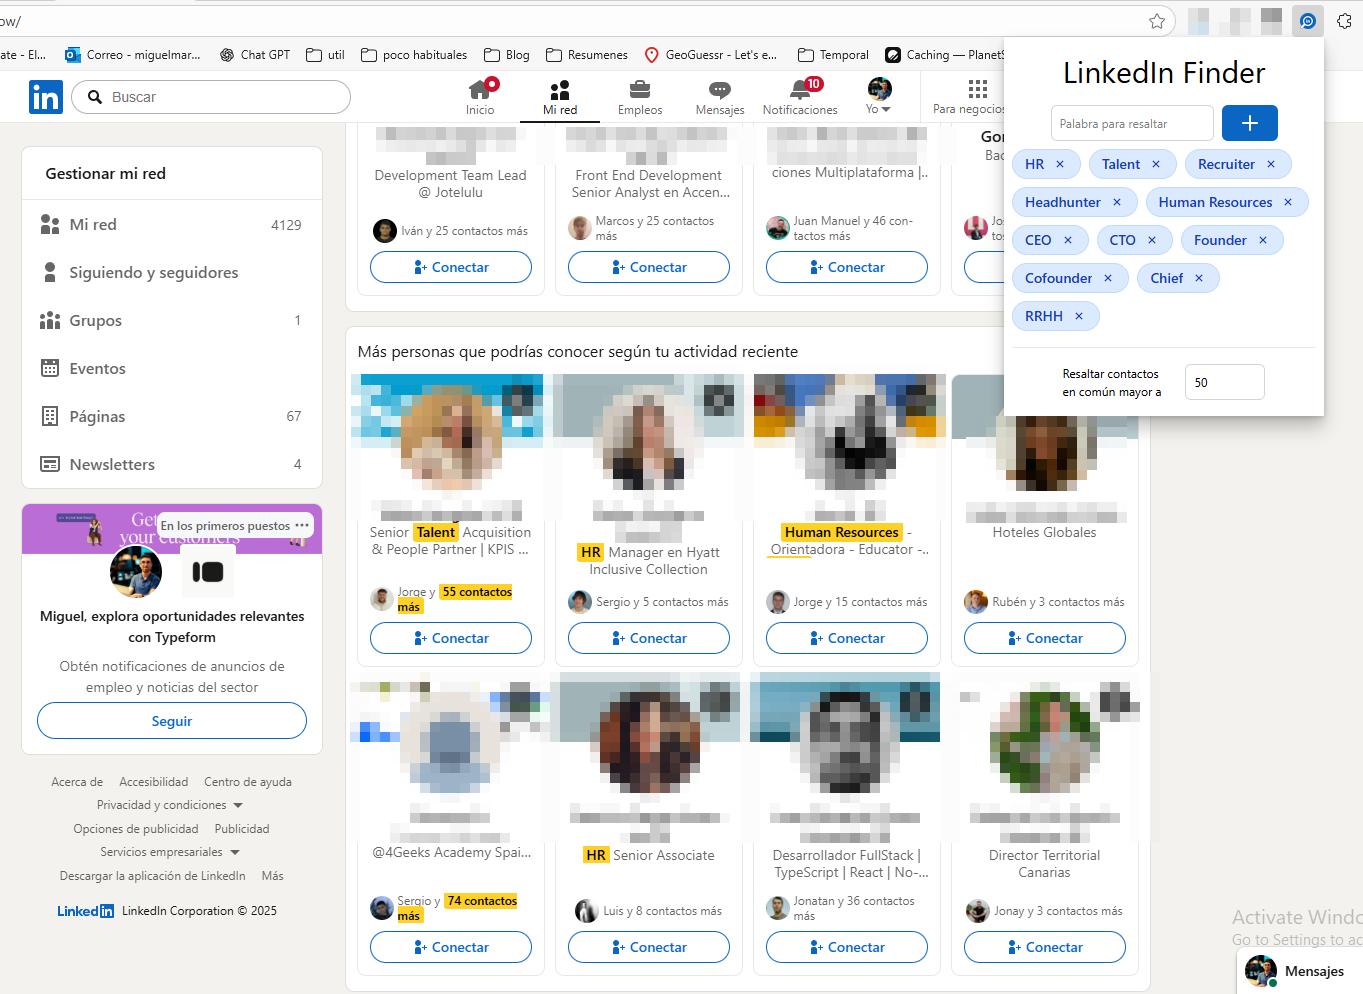 ow/
ate - El...
Correo - miguelmar...
Chat GPT
util
poco habituales
Blog
Resumenes
GeoGuessr - Let's e...
Temporal
Caching — PlanetS
in
Buscar
Inicio
Mi red
Empleos
Mensajes
10
Notificaciones
Yo
Para negocios
LinkedIn Finder
Palabra para resaltar
+
HR ×
Talent ×
Recruiter ×
Headhunter ×
Human Resources ×
CEO ×
CTO ×
Founder ×
Cofounder ×
Chief ×
RRHH ×
Resaltar contactos
en común mayor a
50
Gestionar mi red
Mi red 4129
Siguiendo y seguidores
Grupos 1
Eventos
Páginas 67
Newsletters 4
En los primeros puestos ...
Get
your customers
Miguel, explora oportunidades relevantes
con Typeform
Obtén notificaciones de anuncios de
empleo y noticias del sector
Seguir
Acerca de Accesibilidad Centro de ayuda
Privacidad y condiciones
Opciones de publicidad Publicidad
Servicios empresariales
Descargar la aplicación de LinkedIn Más
LinkedIn LinkedIn Corporation © 2025
Development Team Lead
@ Jotelulu
Iván y 25 contactos más
Conectar
Front End Development
Senior Analyst en Accen...
Marcos y 25 contactos
más
Conectar
ciones Multiplataforma |..
Juan Manuel y 46 con-
tactos más
Conectar
Gor
Bac
Jos
tos
Más personas que podrías conocer según tu actividad reciente
Senior Talent Acquisition
& People Partner | KPIS ...
Jorge y 55 contactos
más
Conectar
HR Manager en Hyatt
Inclusive Collection
Sergio y 5 contactos más
Conectar
Human Resources -
Orientadora - Educator -..
Jorge y 15 contactos más
Conectar
Hoteles Globales
Rubén y 3 contactos más
Conectar
@4Geeks Academy Spai...
Sergio y 74 contactos
más
Conectar
HR Senior Associate
Luis y 8 contactos más
Conectar
Desarrollador FullStack |
TypeScript | React | No-...
Jonatan y 36 contactos
más
Conectar
Director Territorial
Canarias
Jonay y 3 contactos más
Conectar
Activate Windo
Go to Settings to ac
Mensajes